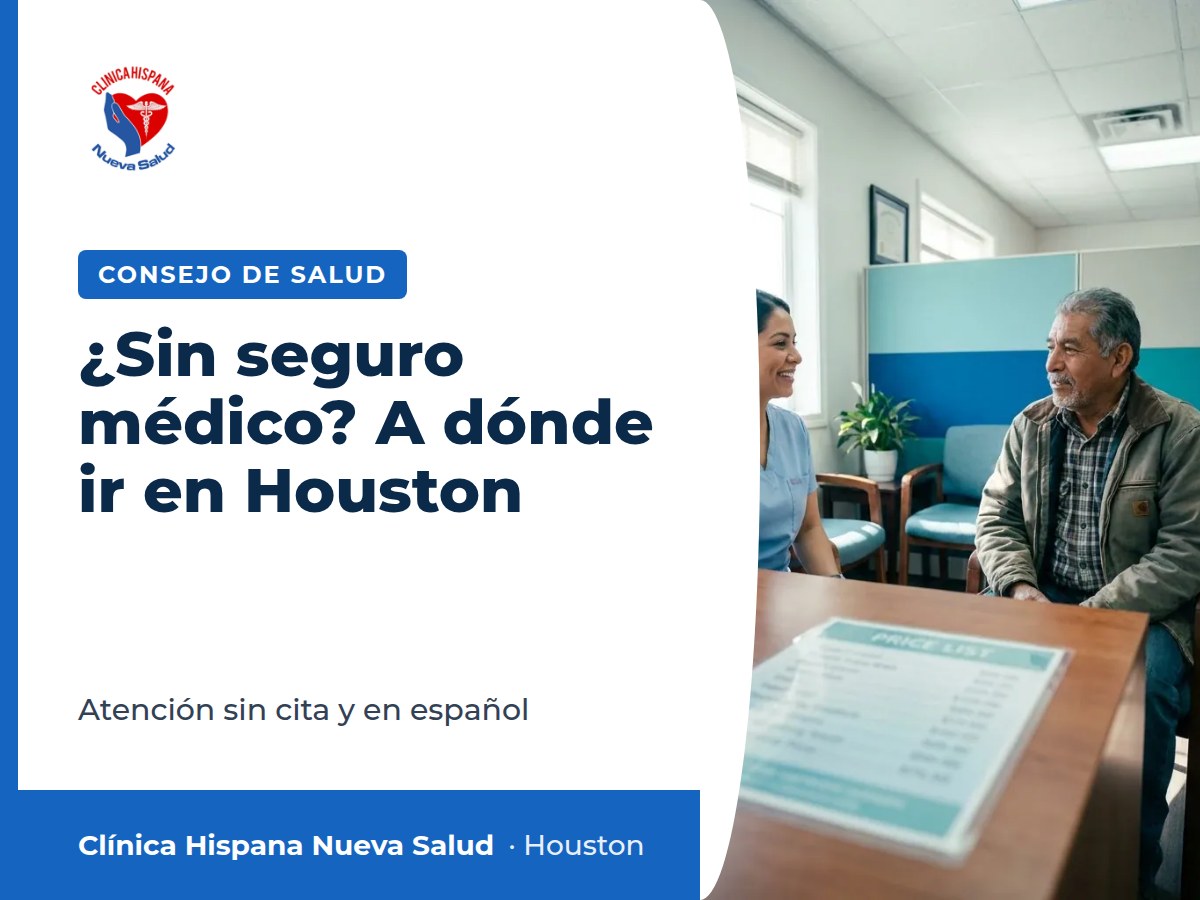 CLINICA HISPANA
Nueva Salud
CONSEJO DE SALUD
¿Sin seguro
médico? A dónde
ir en Houston
Atención sin cita y en español
Clínica Hispana Nueva Salud · Houston
PRICE LIST